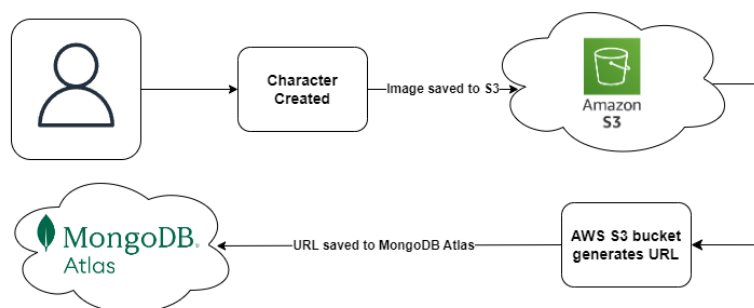 Character
Created
Image saved to S3
Amazon
S3
MongoDB®
Atlas
URL saved to MongoDB Atlas
AWS S3 bucket
generates URL